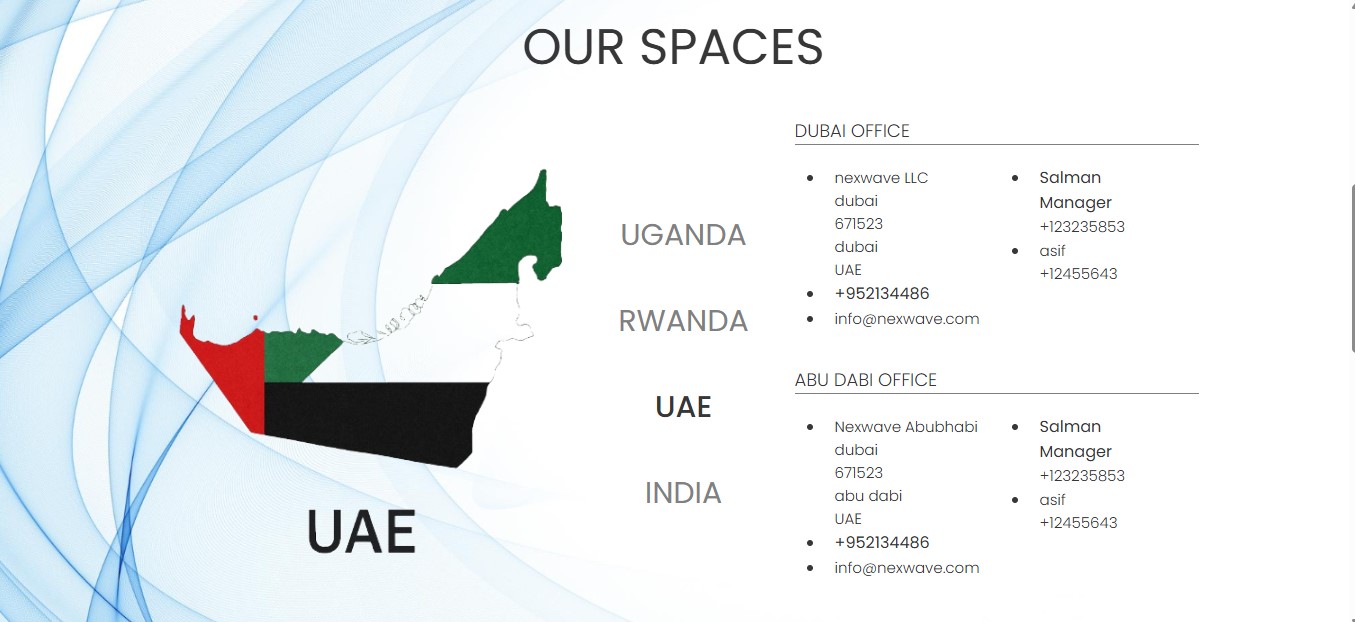 OUR SPACES
UAE
UGANDA
RWANDA
UAE
INDIA
DUBAI OFFICE
nexwave LLC
dubai
671523
dubai
UAE
+952134486
info@nexwave.com
Salman
Manager
+123235853
asif
+12455643
ABU DABI OFFICE
Nexwave Abubhabi
dubai
671523
abu dabi
UAE
+952134486
info@nexwave.com
Salman
Manager
+123235853
asif
+12455643